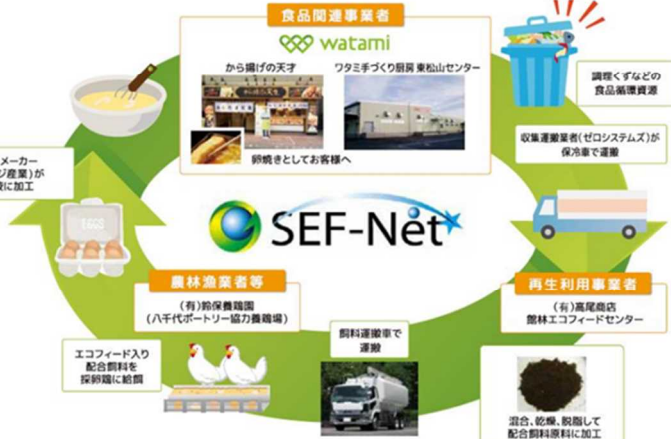 食品関連事業者
watami
から揚げの天才
ワタミ手づくり厨房 東松山センター
から揚げの天才
卵焼きとしてお客様へ
調理くずなどの
食品循環資源
収集運搬業者(ゼロシステムズ)が
保冷車で運搬
メーカー
ジ産業)が
液に加工
EGGS
SEF-Net
農林漁業者等
(有)鈴保養鶏園
(八千代ポートリー協力養鶏場)
再生利用事業者
(有)高尾商店
館林エコフィードセンター
飼料運搬車で
運搬
エコフィード入り
配合飼料を
採卵鶏に給餌
混合、乾燥、脱脂して
配合飼料原料に加工